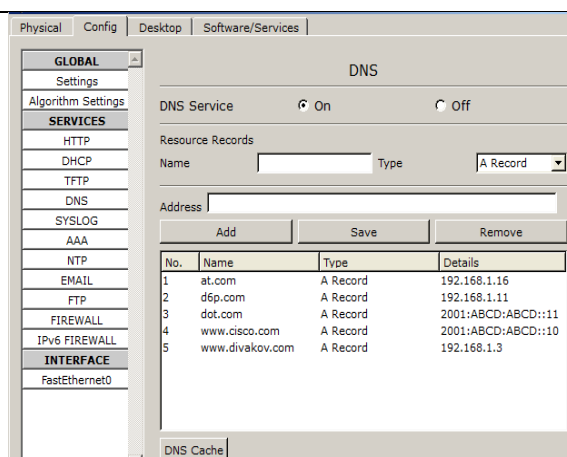 Physical Config Desktop Software/Services
GLOBAL
Settings
Algorithm Settings
SERVICES
HTTP
DHCP
TFTP
DNS
SYSLOG
AAA
NTP
EMAIL
FTP
FIREWALL
IPv6 FIREWALL
INTERFACE
FastEthernet0
DNS
DNS Service On Off
Resource Records
Name Type A Record
Address
Add Save Remove
No. Name Type Details
1 at.com A Record 192.168.1.16
2 d6p.com A Record 192.168.1.11
3 dot.com A Record 2001:ABCD:ABCD::11
4 www.cisco.com A Record 2001:ABCD:ABCD::10
5 www.divakov.com A Record 192.168.1.3
DNS Cache